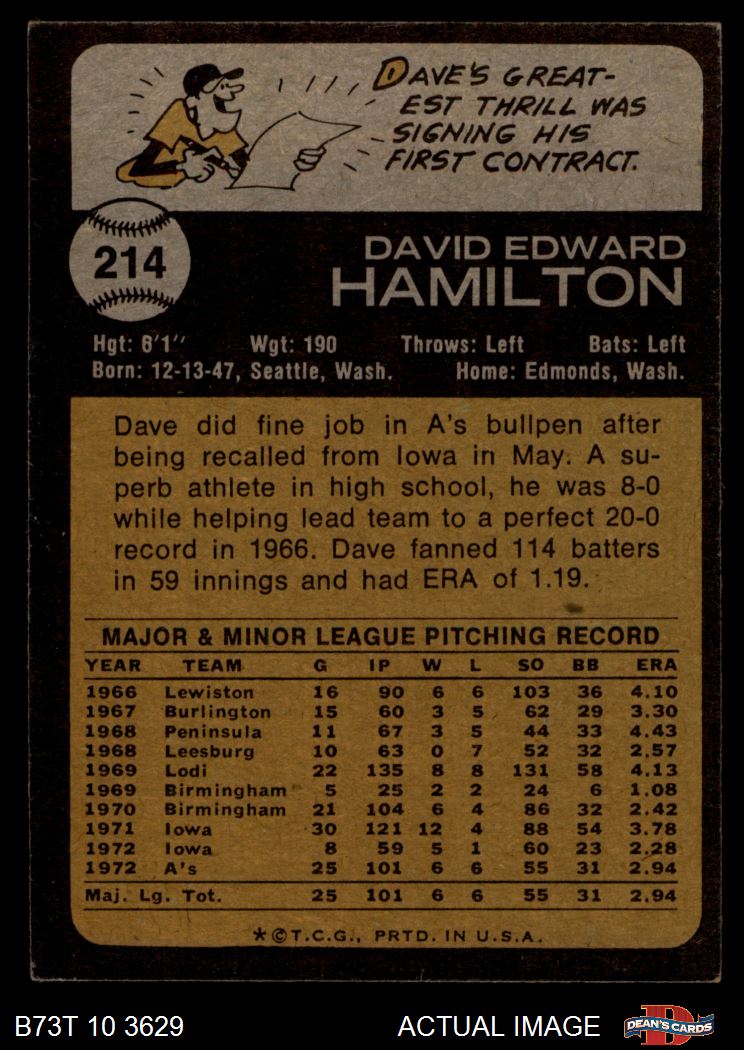 DAVE'S GREAT-
EST THRILL WAS
SIGNING HIS
FIRST CONTRACT.
214
DAVID EDWARD
HAMILTON
Hgt: 6'1" Wgt: 190 Throws: Left Bats: Left
Born: 12-13-47, Seattle, Wash. Home: Edmonds, Wash.
Dave did fine job in A's bullpen after
being recalled from Iowa in May. A su-
perb athlete in high school, he was 8-0
while helping lead team to a perfect 20-0
record in 1966. Dave fanned 114 batters
in 59 innings and had ERA of 1.19.
MAJOR & MINOR LEAGUE PITCHING RECORD
YEAR TEAM G IP W L SO BB ERA
1966 Lewiston 16 90 6 6 103 36 4.10
1967 Burlington 15 60 3 5 62 29 3.30
1968 Peninsula 11 67 3 5 44 33 4.43
1968 Leesburg 10 63 0 7 52 32 2.57
1969 Lodi 22 135 8 8 131 58 4.13
1969 Birmingham 5 25 2 2 24 6 1.08
1970 Birmingham 21 104 6 4 86 32 2.42
1971 Iowa 30 121 12 4 88 54 3.78
1972 Iowa 8 59 5 1 60 23 2.28
1972 A's 25 101 6 6 55 31 2.94
Maj. Lg. Tot. 25 101 6 6 55 31 2.94
*©T.C.G., PRTD. IN U.S.A.
B73T 10 3629 ACTUAL IMAGE DEAN'S CARDS